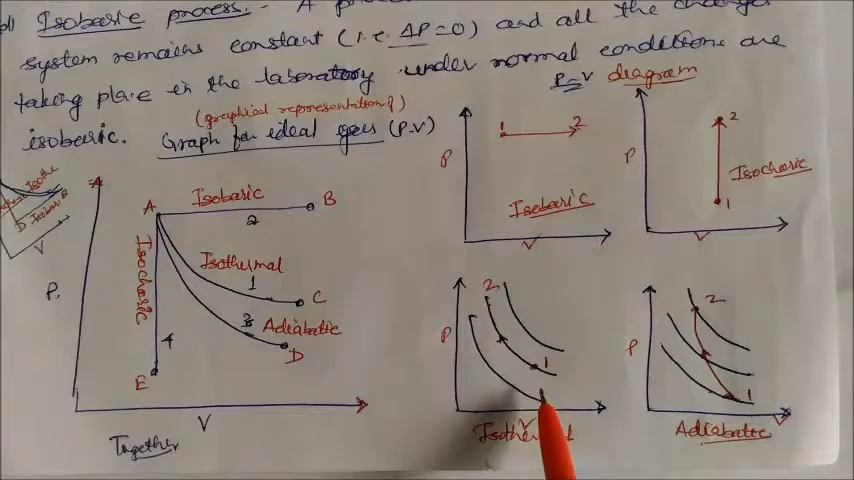 Isobaric process. - A
system remains constant (i.e. ΔP=0) and all the changes
taking place in the laboratory under normal conditions are
(graphical representation of)
isobaric. Graph for ideal gas (P-V)
P-V diagram
P
1
2
Isobaric
V
P
2
1
Isochoric
V
V
P.
A
Isobaric
2
B
Isothermal
1
C
3
Adiabatic
D
Isochoric
4
E
V
Together
P
2
1
V
P
2
1
V
Adiabatic